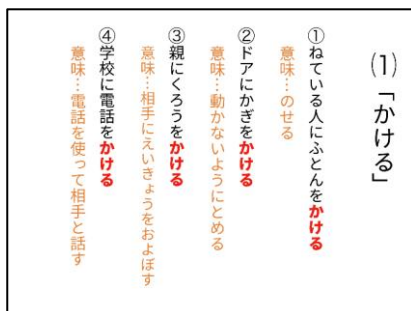 (1)「かける」
①ねている人にふとんをかける
意味…のせる
②ドアにかぎをかける
意味…動かないようにとめる
③親にくろうをかける
意味…相手にえいきょうをおよぼす
④学校に電話をかける
意味…電話を使って相手と話す